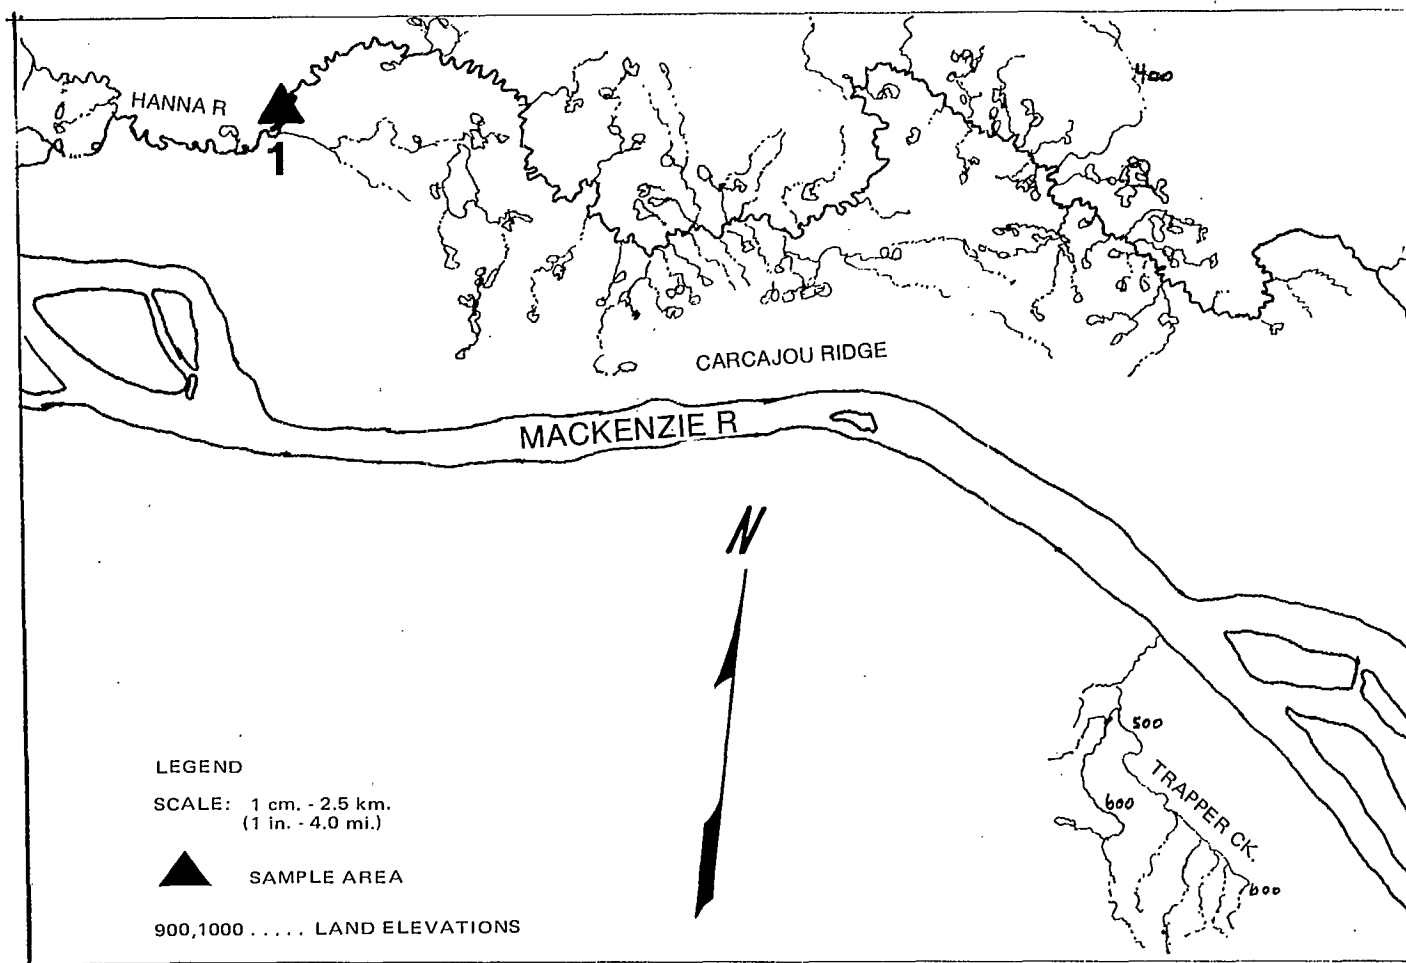 400
HANNA R
1
CARCAJOU RIDGE
MACKENZIE R
N
500
TRAPPER CK.
600
600
LEGEND
SCALE: 1 cm. - 2.5 km.
(1 in. - 4.0 mi.)
SAMPLE AREA
900,1000 ..... LAND ELEVATIONS